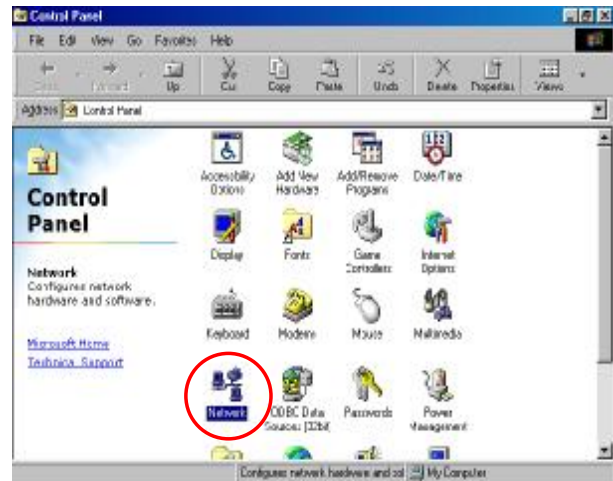 Control Panel
File Edit View Go Favorites Help
Up Cut Copy Paste Undo Delete Properties Views
Address Control Panel
Control
Panel
Network
Configures network
hardware and software.
Microsoft Home
Technical Support
Accessibility
Options
Add New
Hardware
Add/Remove
Programs
Date/Time
Display
Fonts
Game
Controllers
Internet
Options
Keyboard
Modems
Mouse
Multimedia
Network
ODBC Data
Sources (32bit)
Passwords
Power
Management
Configures network hardware and sof My Computer